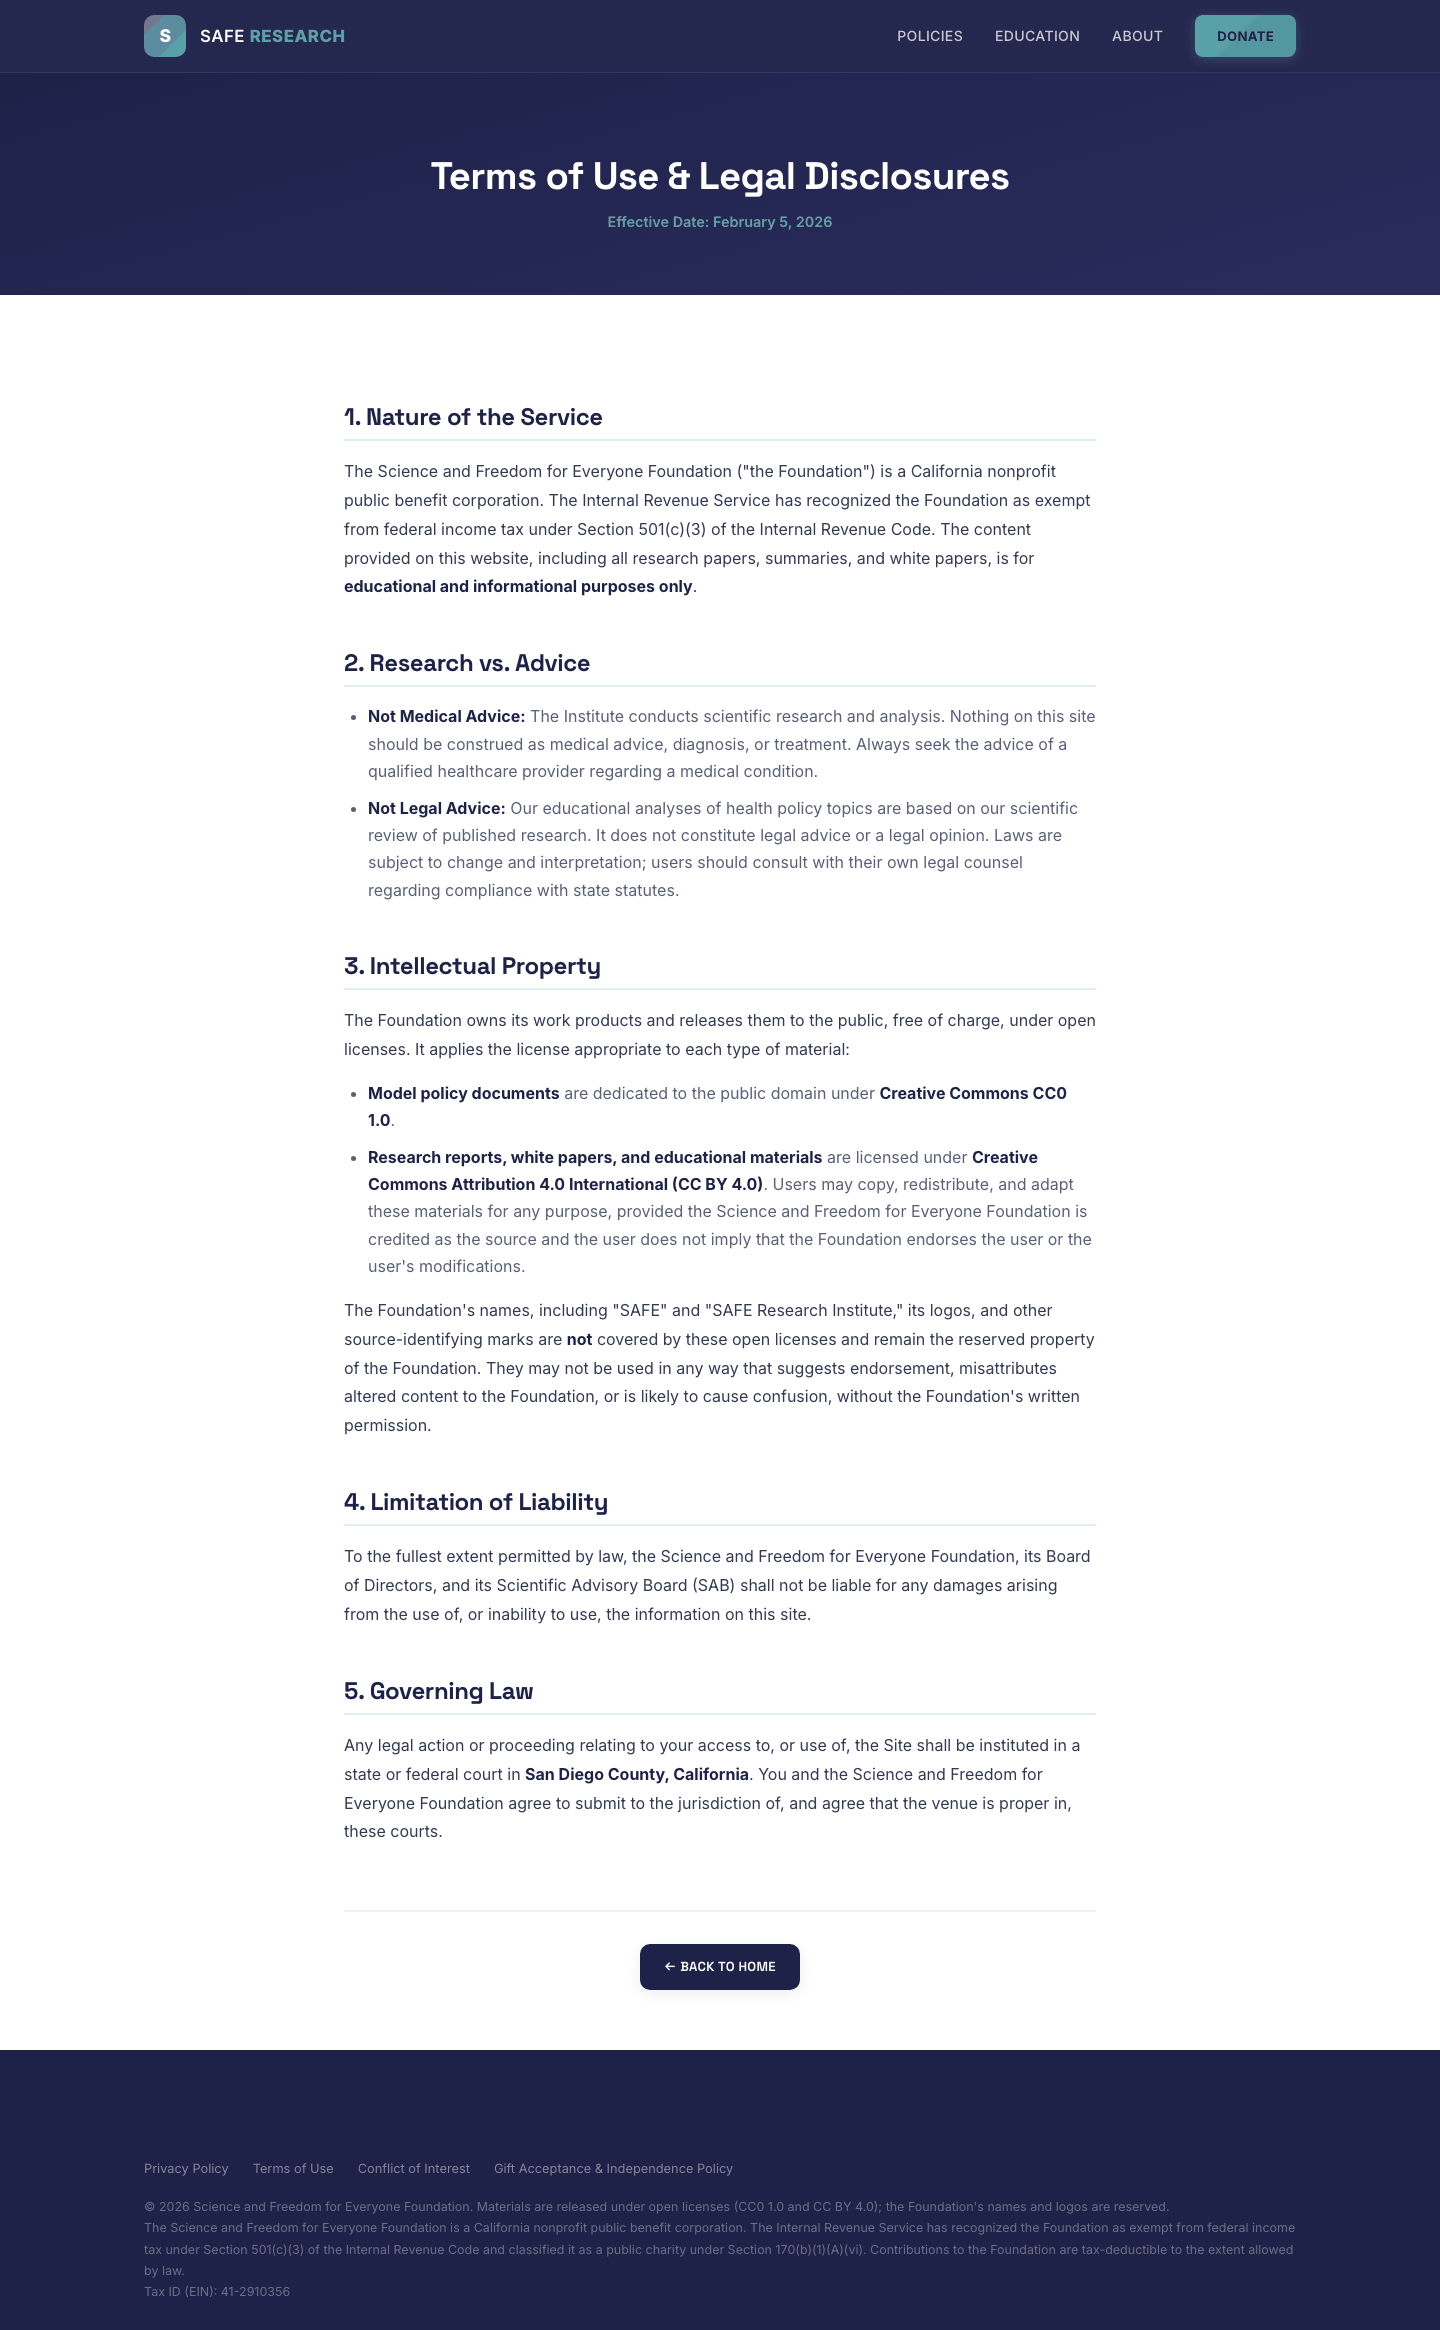 S SAFE RESEARCH
POLICIES EDUCATION ABOUT DONATE
Terms of Use & Legal Disclosures
Effective Date: February 5, 2026
1. Nature of the Service
The Science and Freedom for Everyone Foundation ("the Foundation") is a California nonprofit
public benefit corporation. The Internal Revenue Service has recognized the Foundation as exempt
from federal income tax under Section 501(c)(3) of the Internal Revenue Code. The content
provided on this website, including all research papers, summaries, and white papers, is for
educational and informational purposes only.
2. Research vs. Advice
• Not Medical Advice: The Institute conducts scientific research and analysis. Nothing on this site
should be construed as medical advice, diagnosis, or treatment. Always seek the advice of a
qualified healthcare provider regarding a medical condition.
• Not Legal Advice: Our educational analyses of health policy topics are based on our scientific
review of published research. It does not constitute legal advice or a legal opinion. Laws are
subject to change and interpretation; users should consult with their own legal counsel
regarding compliance with state statutes.
3. Intellectual Property
The Foundation owns its work products and releases them to the public, free of charge, under open
licenses. It applies the license appropriate to each type of material:
• Model policy documents are dedicated to the public domain under Creative Commons CC0
1.0.
• Research reports, white papers, and educational materials are licensed under Creative
Commons Attribution 4.0 International (CC BY 4.0). Users may copy, redistribute, and adapt
these materials for any purpose, provided the Science and Freedom for Everyone Foundation is
credited as the source and the user does not imply that the Foundation endorses the user or the
user's modifications.
The Foundation's names, including "SAFE" and "SAFE Research Institute," its logos, and other
source-identifying marks are not covered by these open licenses and remain the reserved property
of the Foundation. They may not be used in any way that suggests endorsement, misattributes
altered content to the Foundation, or is likely to cause confusion, without the Foundation's written
permission.
4. Limitation of Liability
To the fullest extent permitted by law, the Science and Freedom for Everyone Foundation, its Board
of Directors, and its Scientific Advisory Board (SAB) shall not be liable for any damages arising
from the use of, or inability to use, the information on this site.
5. Governing Law
Any legal action or proceeding relating to your access to, or use of, the Site shall be instituted in a
state or federal court in San Diego County, California. You and the Science and Freedom for
Everyone Foundation agree to submit to the jurisdiction of, and agree that the venue is proper in,
these courts.
← BACK TO HOME
Privacy Policy Terms of Use Conflict of Interest Gift Acceptance & Independence Policy
© 2026 Science and Freedom for Everyone Foundation. Materials are released under open licenses (CC0 1.0 and CC BY 4.0); the Foundation's names and logos are reserved.
The Science and Freedom for Everyone Foundation is a California nonprofit public benefit corporation. The Internal Revenue Service has recognized the Foundation as exempt from federal income
tax under Section 501(c)(3) of the Internal Revenue Code and classified it as a public charity under Section 170(b)(1)(A)(vi). Contributions to the Foundation are tax-deductible to the extent allowed
by law.
Tax ID (EIN): 41-2910356